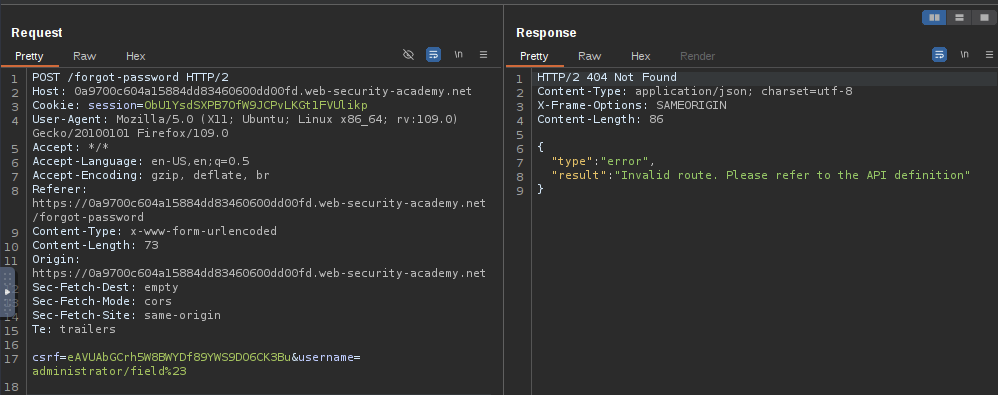 Request
Pretty Raw Hex \n
1 POST /forgot-password HTTP/2
2 Host: 0a9700c604a15884dd83460600dd00fd.web-security-academy.net
3 Cookie: session=ObUlYsdSXPB7OfW9JCPvLKGt1FVUlikp
4 User-Agent: Mozilla/5.0 (X11; Ubuntu; Linux x86_64; rv:109.0)
Gecko/20100101 Firefox/109.0
5 Accept: */*
6 Accept-Language: en-US,en;q=0.5
7 Accept-Encoding: gzip, deflate, br
8 Referer:
https://0a9700c604a15884dd83460600dd00fd.web-security-academy.net
/forgot-password
9 Content-Type: x-www-form-urlencoded
10 Content-Length: 73
11 Origin:
https://0a9700c604a15884dd83460600dd00fd.web-security-academy.net
12 Sec-Fetch-Dest: empty
13 Sec-Fetch-Mode: cors
14 Sec-Fetch-Site: same-origin
15 Te: trailers
16
17 csrf=eAVUAbGCrh5W8BWYDf89YWS9DO6CK3Bu&username=
administrator/field%23
18
Response
Pretty Raw Hex Render \n
1 HTTP/2 404 Not Found
2 Content-Type: application/json; charset=utf-8
3 X-Frame-Options: SAMEORIGIN
4 Content-Length: 86
5
6 {
7 "type":"error",
8 "result":"Invalid route. Please refer to the API definition"
9 }